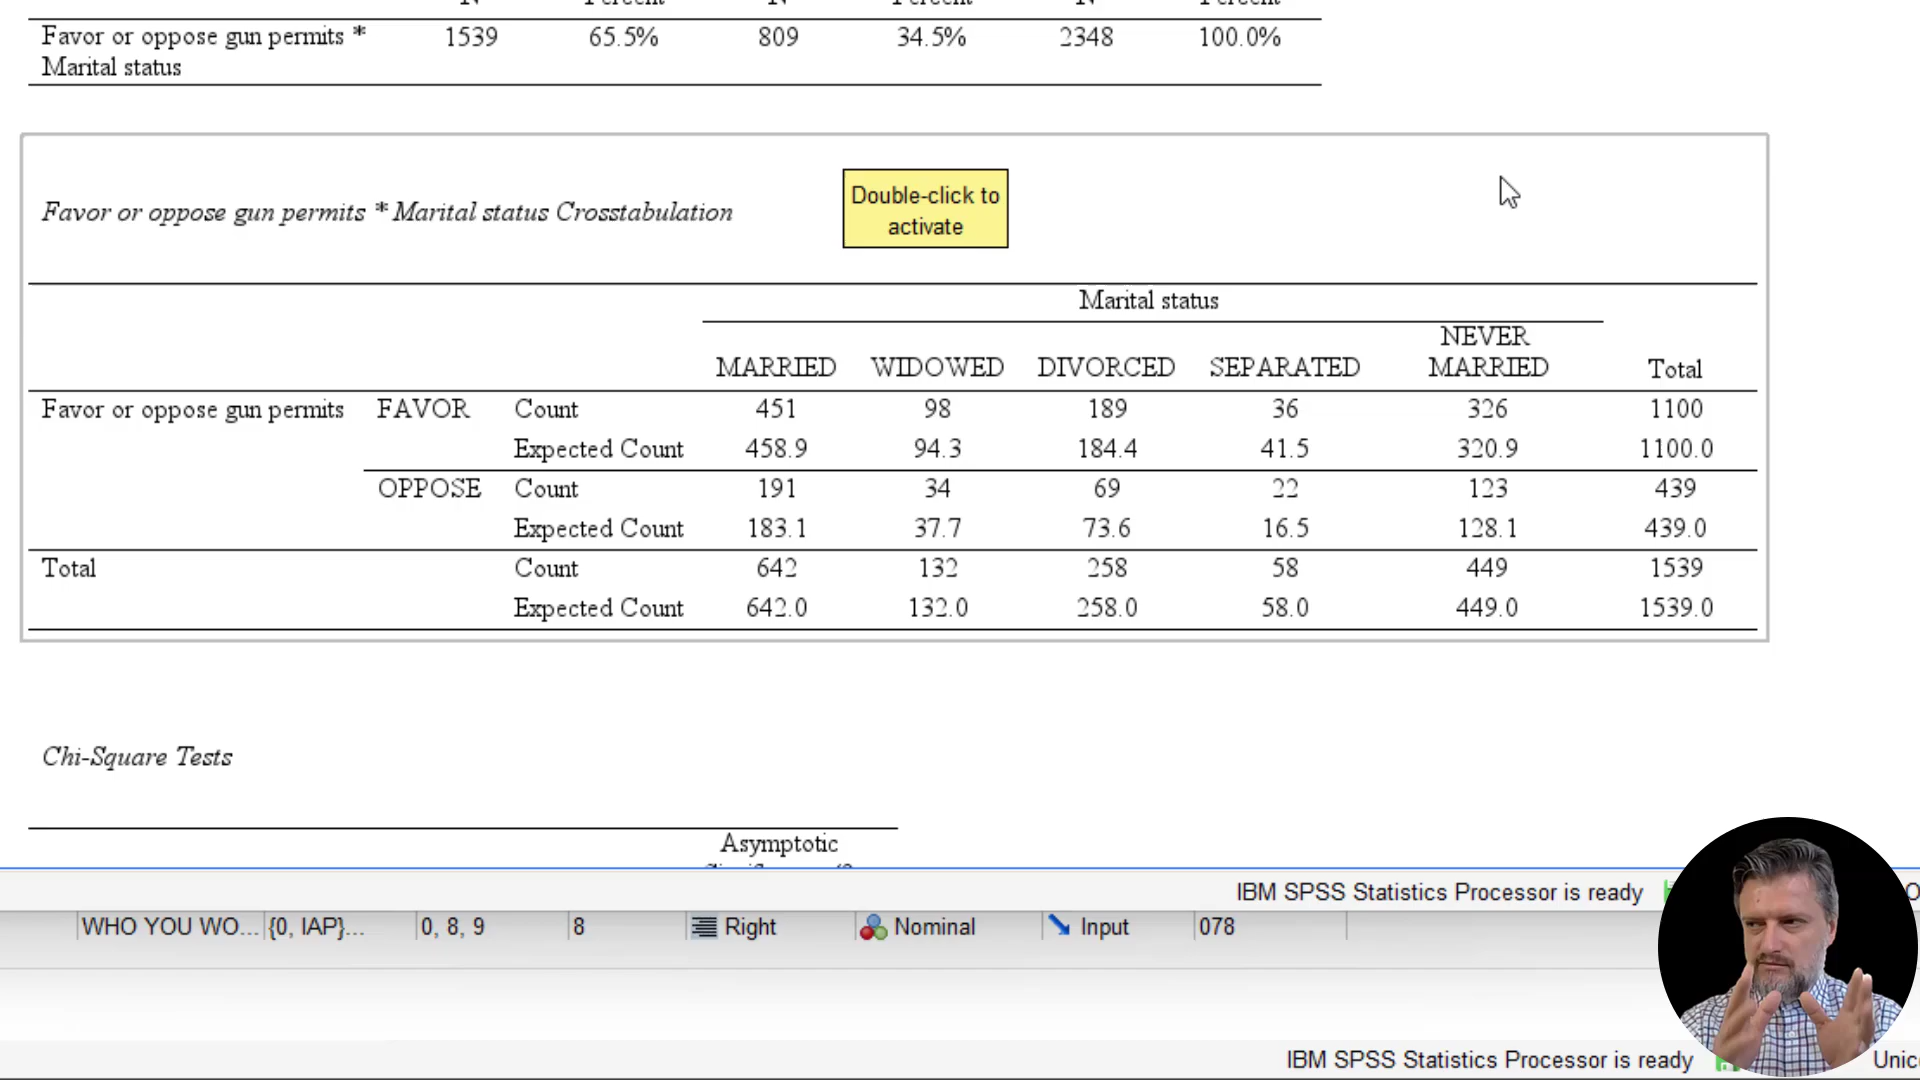 N Percent N Percent N Percent
Favor or oppose gun permits * 1539 65.5% 809 34.5% 2348 100.0%
Marital status
Favor or oppose gun permits * Marital status Crosstabulation
Double-click to
activate
Marital status
NEVER
MARRIED WIDOWED DIVORCED SEPARATED MARRIED Total
Favor or oppose gun permits FAVOR Count 451 98 189 36 326 1100
Expected Count 458.9 94.3 184.4 41.5 320.9 1100.0
OPPOSE Count 191 34 69 22 123 439
Expected Count 183.1 37.7 73.6 16.5 128.1 439.0
Total Count 642 132 258 58 449 1539
Expected Count 642.0 132.0 258.0 58.0 449.0 1539.0
Chi-Square Tests
Asymptotic
IBM SPSS Statistics Processor is ready
WHO YOU WO... {0, IAP}... 0, 8, 9 8 Right Nominal Input 078
IBM SPSS Statistics Processor is ready Unic